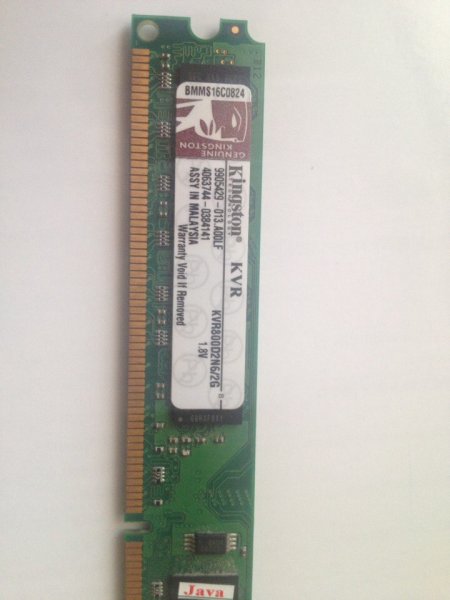 BMMS16C0824
GENUINE
KINGSTON
Kingston® KVR
9905429-013.A00LF
4063744-0384141
ASSY IN MALAYSIA
Warranty Void If Removed
KVR800D2N6/2G
1.8V
Java